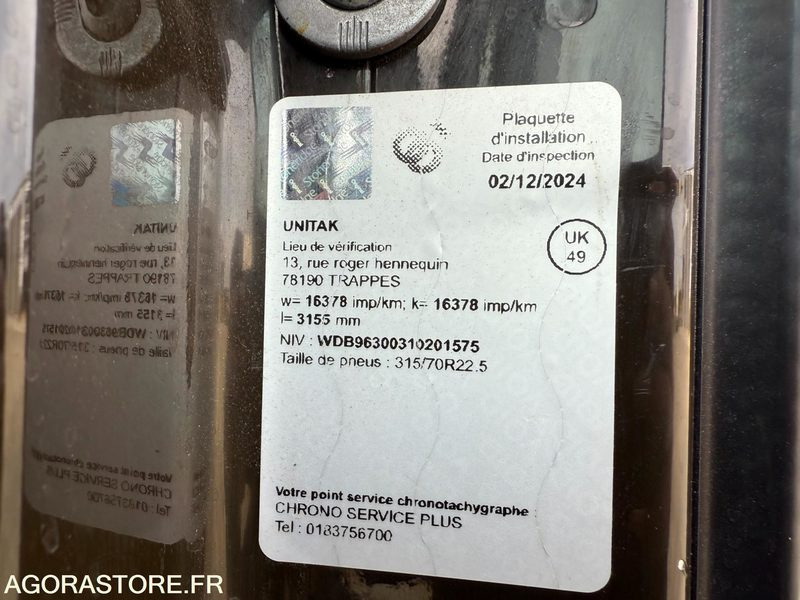 Plaquette
d'installation
Date d'inspection
02/12/2024
UNITAK
Lieu de vérification
13, rue roger hennequin
78190 TRAPPES
UK
49
w= 16378 imp/km; k= 16378 imp/km
l= 3155 mm
NIV : WDB96300310201575
Taille de pneus : 315/70R22.5
Votre point service chronotachygraphe :
CHRONO SERVICE PLUS
Tel : 0183756700
AGORASTORE.FR